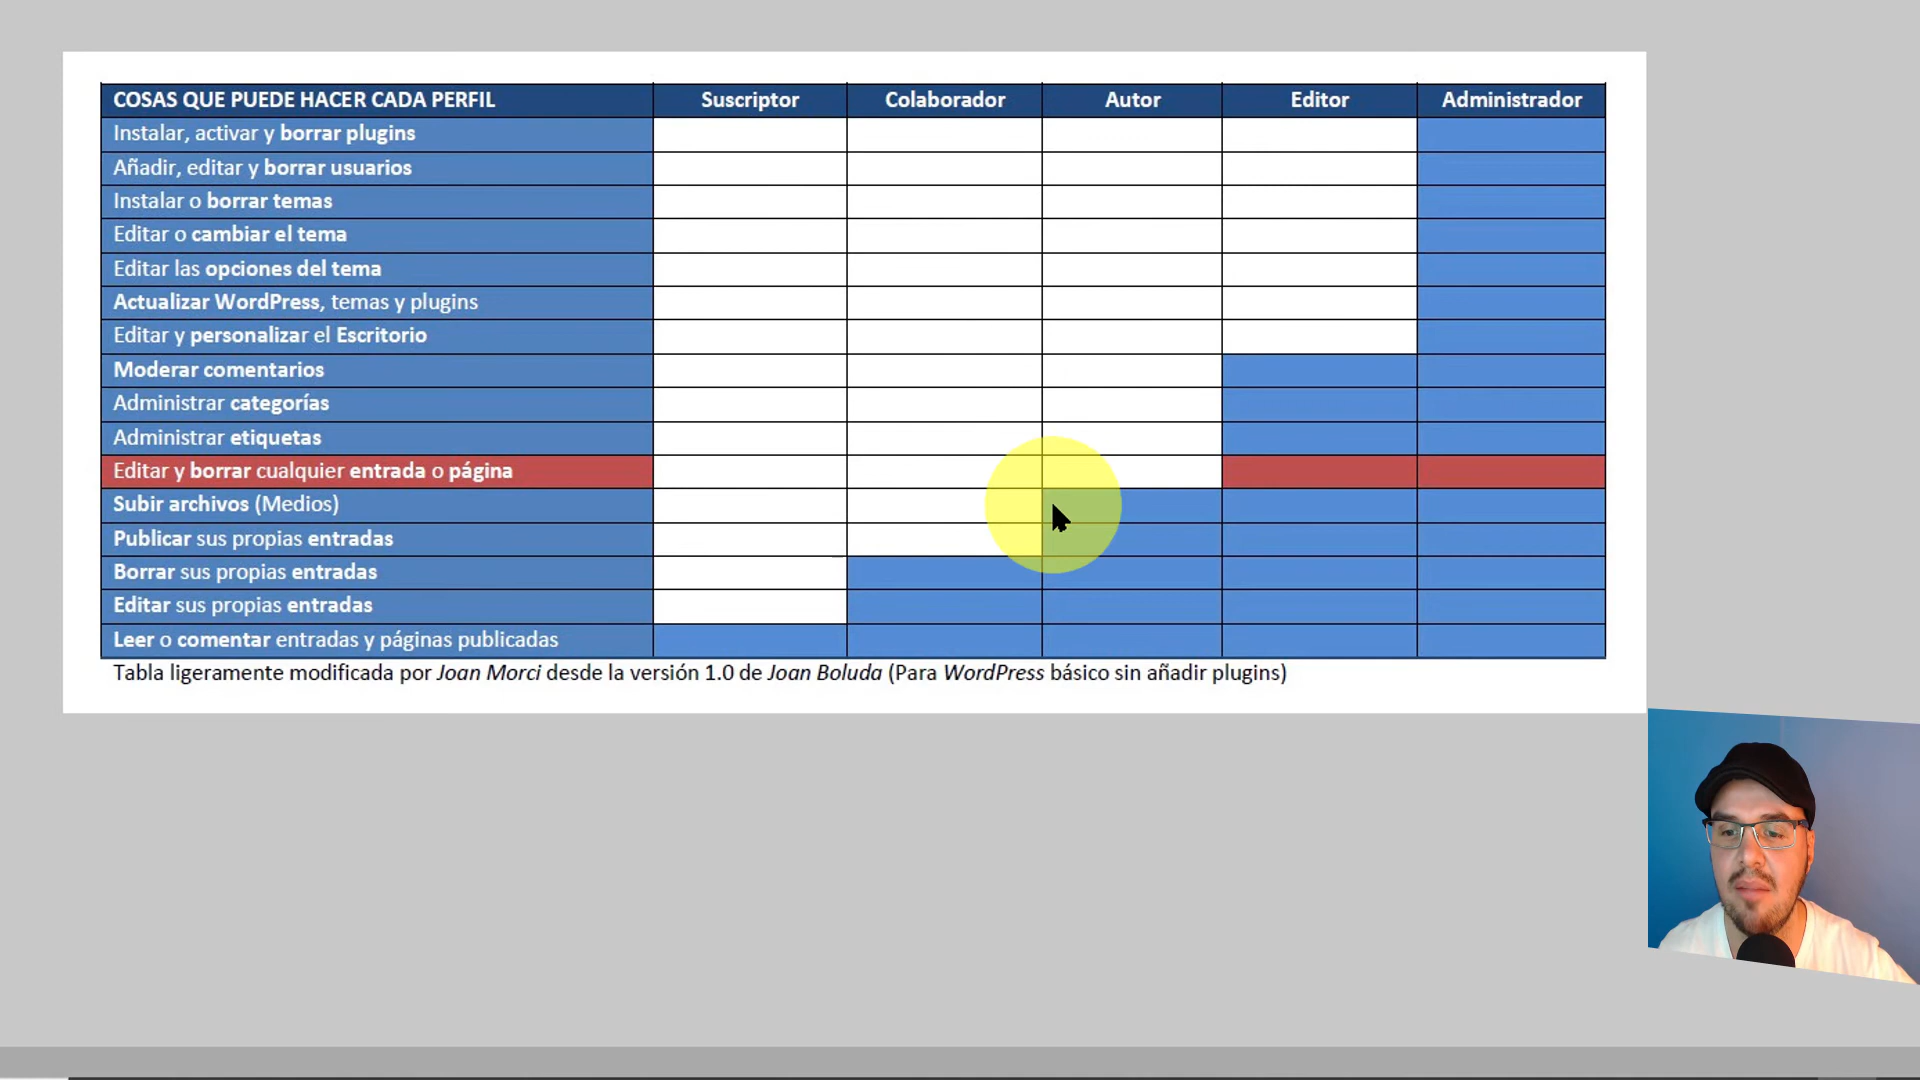 COSAS QUE PUEDE HACER CADA PERFIL Suscriptor Colaborador Autor Editor Administrador
Instalar, activar y borrar plugins
Añadir, editar y borrar usuarios
Instalar o borrar temas
Editar o cambiar el tema
Editar las opciones del tema
Actualizar WordPress, temas y plugins
Editar y personalizar el Escritorio
Moderar comentarios
Administrar categorías
Administrar etiquetas
Editar y borrar cualquier entrada o página
Subir archivos (Medios)
Publicar sus propias entradas
Borrar sus propias entradas
Editar sus propias entradas
Leer o comentar entradas y páginas publicadas
Tabla ligeramente modificada por Joan Morci desde la versión 1.0 de Joan Boluda (Para WordPress básico sin añadir plugins)